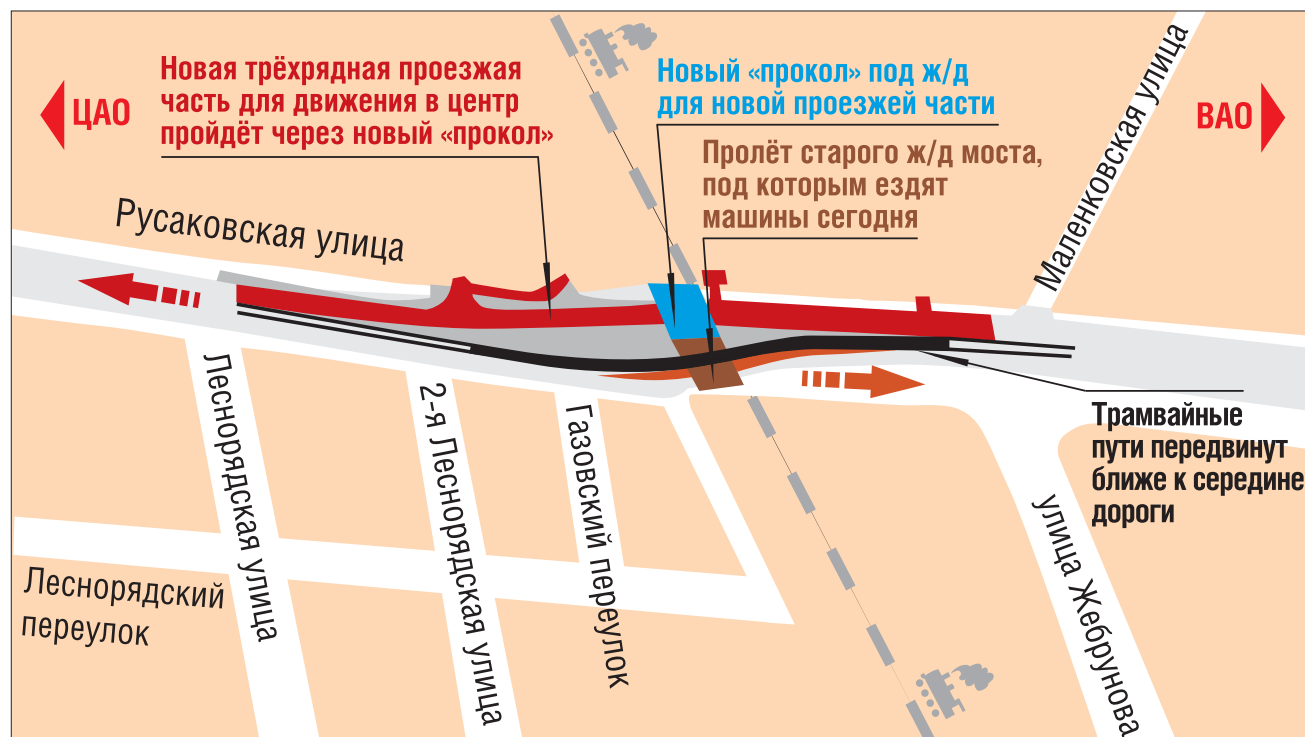 ЦАО
Новая трёхрядная проезжая
часть для движения в центр
пройдёт через новый «прокол»
Новый «прокол» под ж/д
для новой проезжей части
Пролёт старого ж/д моста,
под которым ездят
машины сегодня
ВАО
Маленковская улица
Русаковская улица
Трамвайные
пути передвинут
ближе к середине
дороги
Леснорядская улица
2-я Леснорядская улица
Газовский переулок
Леснорядский
переулок
улица Жебрунова